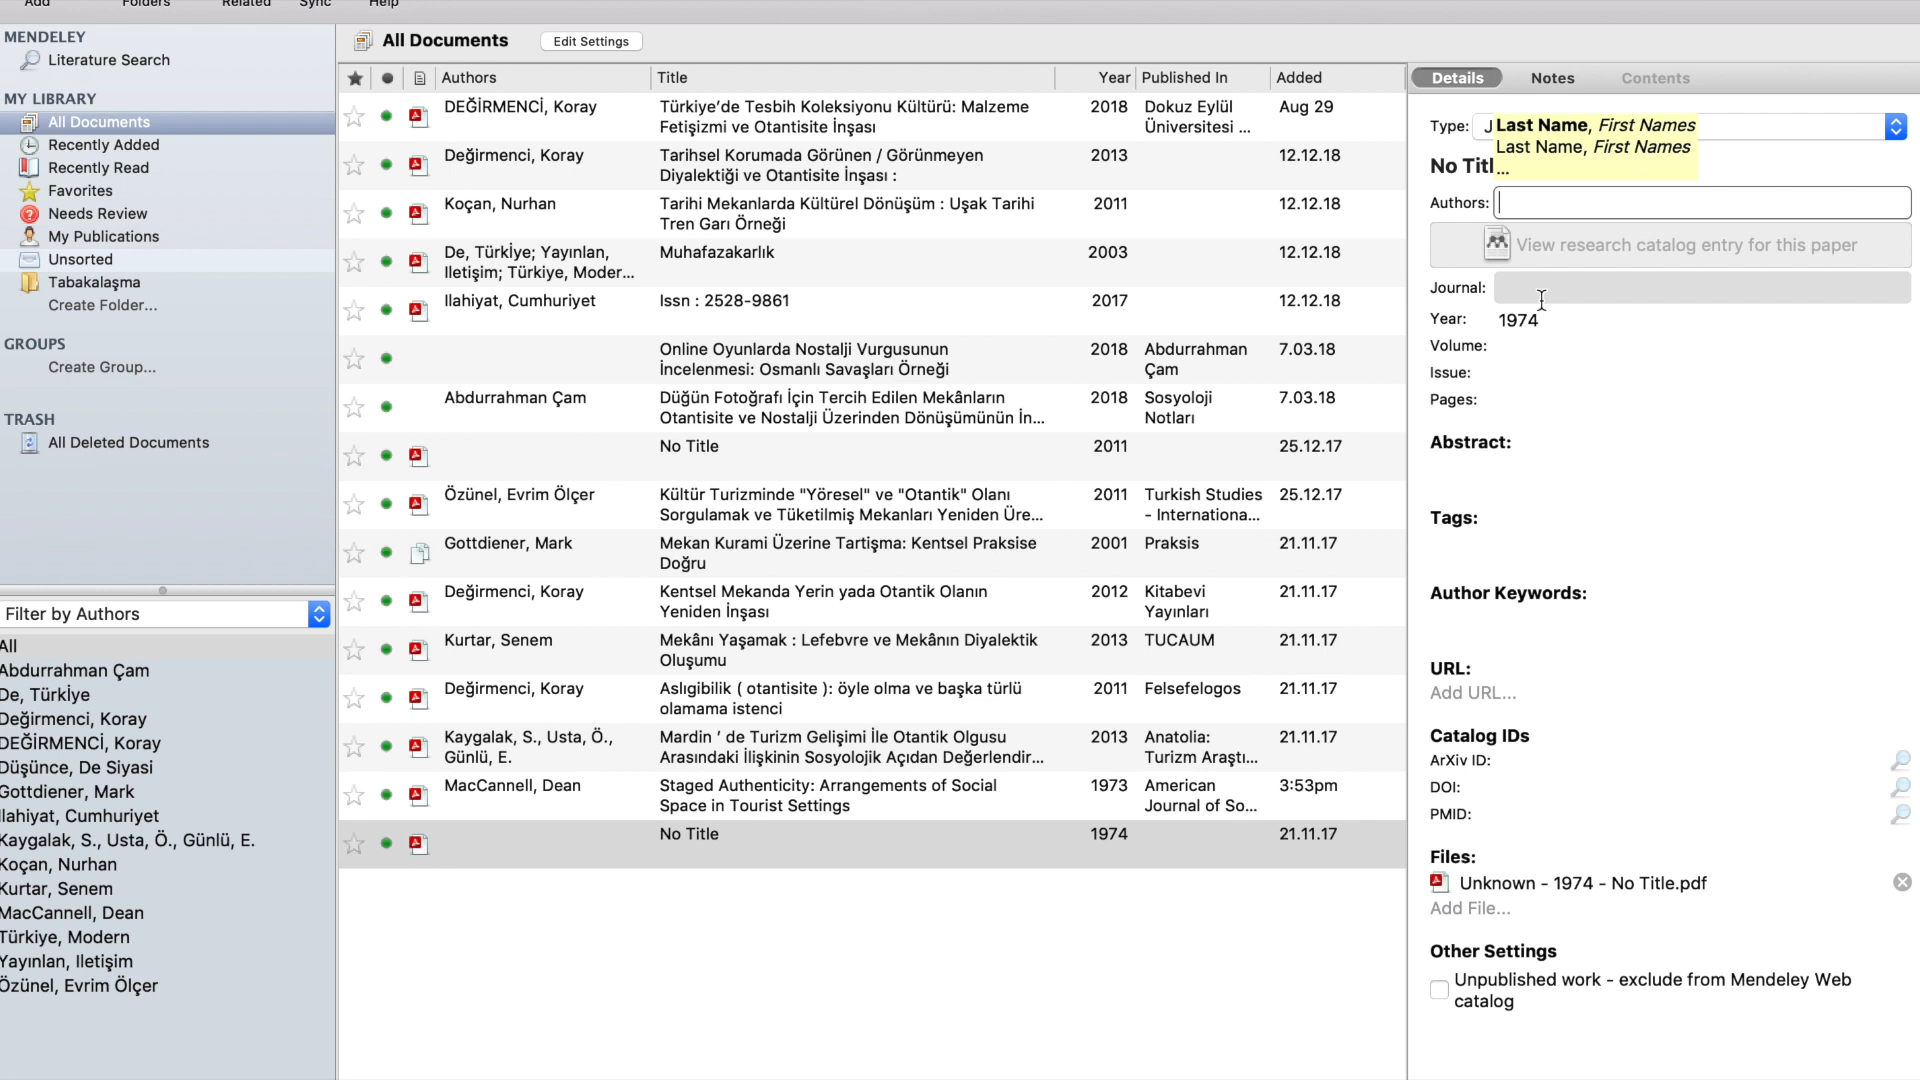 Add Folders Related Sync Help
MENDELEY
Literature Search
MY LIBRARY
All Documents
Recently Added
Recently Read
Favorites
Needs Review
My Publications
Unsorted
Tabakalaşma
Create Folder...
GROUPS
Create Group...
TRASH
All Deleted Documents
Filter by Authors
All
Abdurrahman Çam
De, Türkİye
Değirmenci, Koray
DEĞİRMENCİ, Koray
Düşünce, De Siyasi
Gottdiener, Mark
Ilahiyat, Cumhuriyet
Kaygalak, S., Usta, Ö., Günlü, E.
Koçan, Nurhan
Kurtar, Senem
MacCannell, Dean
Türkiye, Modern
Yayınlan, Iletişim
Özünel, Evrim Ölçer
All Documents Edit Settings
Authors Title Year Published In Added
DEĞİRMENCİ, Koray Türkiye’de Tesbih Koleksiyonu Kültürü: Malzeme 2018 Dokuz Eylül Aug 29
Fetişizmi ve Otantisite İnşası Üniversitesi ...
Değirmenci, Koray Tarihsel Korumada Görünen / Görünmeyen 2013 12.12.18
Diyalektiği ve Otantisite İnşası :
Koçan, Nurhan Tarihi Mekanlarda Kültürel Dönüşüm : Uşak Tarihi 2011 12.12.18
Tren Garı Örneği
De, Türkİye; Yayınlan, Muhafazakarlık 2003 12.12.18
Iletişim; Türkiye, Moder...
Ilahiyat, Cumhuriyet Issn : 2528-9861 2017 12.12.18
Online Oyunlarda Nostalji Vurgusunun 2018 Abdurrahman 7.03.18
İncelenmesi: Osmanlı Savaşları Örneği Çam
Abdurrahman Çam Düğün Fotoğrafı İçin Tercih Edilen Mekânların 2018 Sosyoloji 7.03.18
Otantisite ve Nostalji Üzerinden Dönüşümünün İn... Notları
No Title 2011 25.12.17
Özünel, Evrim Ölçer Kültür Turizminde "Yöresel" ve "Otantik" Olanı 2011 Turkish Studies 25.12.17
Sorgulamak ve Tüketilmiş Mekanları Yeniden Üre... - Internationa...
Gottdiener, Mark Mekan Kurami Üzerine Tartişma: Kentsel Praksise 2001 Praksis 21.11.17
Doğru
Değirmenci, Koray Kentsel Mekanda Yerin yada Otantik Olanın 2012 Kitabevi 21.11.17
Yeniden İnşası Yayınları
Kurtar, Senem Mekânı Yaşamak : Lefebvre ve Mekânın Diyalektik 2013 TUCAUM 21.11.17
Oluşumu
Değirmenci, Koray Aslıgibilik ( otantisite ): öyle olma ve başka türlü 2011 Felsefelogos 21.11.17
olamama istenci
Kaygalak, S., Usta, Ö., Mardin ’ de Turizm Gelişimi İle Otantik Olgusu 2013 Anatolia: 21.11.17
Günlü, E. Arasındaki İlişkinin Sosyolojik Açıdan Değerlendir... Turizm Araştı...
MacCannell, Dean Staged Authenticity: Arrangements of Social 1973 American 3:53pm
Space in Tourist Settings Journal of So...
No Title 1974 21.11.17
Details Notes Contents
Type: J
Last Name, First Names
Last Name, First Names
...
No Titl
Authors:
View research catalog entry for this paper
Journal:
Year: 1974
Volume:
Issue:
Pages:
Abstract:
Tags:
Author Keywords:
URL:
Add URL...
Catalog IDs
ArXiv ID:
DOI:
PMID:
Files:
Unknown - 1974 - No Title.pdf
Add File...
Other Settings
Unpublished work - exclude from Mendeley Web
catalog